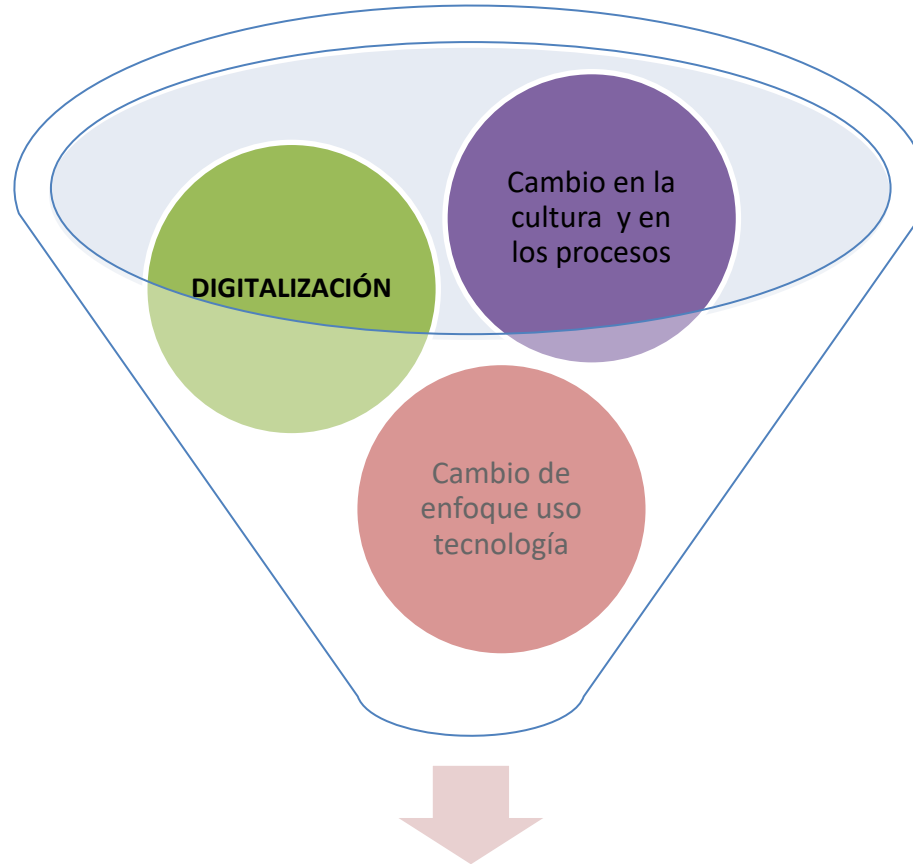 Cambio en la
cultura  y en
los procesos
DIGITALIZACIÓN
Cambio de
enfoque uso
tecnología